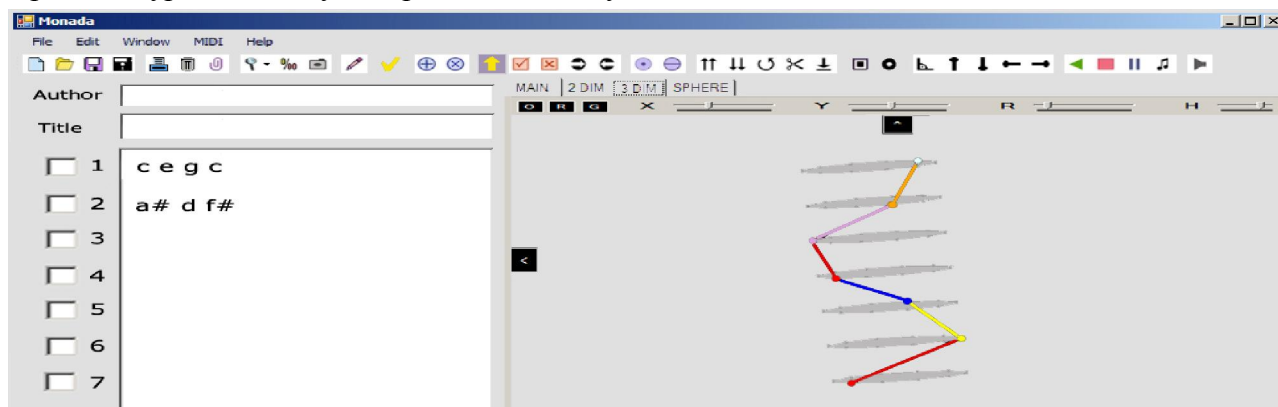 Monada
File Edit Window MIDI Help
Author
Title
1 c e g c
2 a# d f#
3
4
5
6
7
MAIN 2 DIM 3 DIM SPHERE
O R G X Y R H
^
<